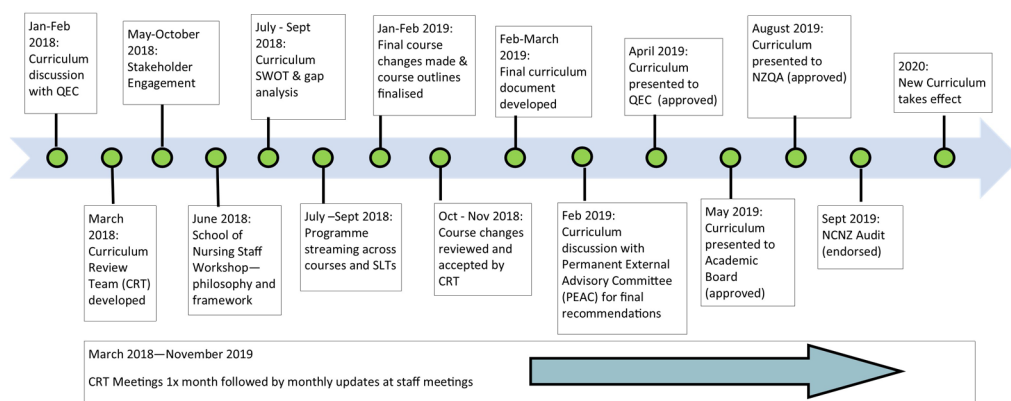 Jan-Feb
2018:
Curriculum
discussion
with QEC
May-October
2018:
Stakeholder
Engagement
July - Sept
2018:
Curriculum
SWOT & gap
analysis
Jan-Feb 2019:
Final course
changes made &
course outlines
finalised
Feb-March
2019:
Final curriculum
document
developed
April 2019:
Curriculum
presented to
QEC (approved)
August 2019:
Curriculum
presented to
NZQA (approved)
2020:
New Curriculum
takes effect
March
2018:
Curriculum
Review
Team (CRT)
developed
June 2018:
School of
Nursing Staff
Workshop—
philosophy and
framework
July –Sept 2018:
Programme
streaming across
courses and SLTs
Oct - Nov 2018:
Course changes
reviewed and
accepted by
CRT
Feb 2019:
Curriculum
discussion with
Permanent External
Advisory Committee
(PEAC) for final
recommendations
May 2019:
Curriculum
presented to
Academic
Board
(approved)
Sept 2019:
NCNZ Audit
(endorsed)
March 2018—November 2019
CRT Meetings 1x month followed by monthly updates at staff meetings